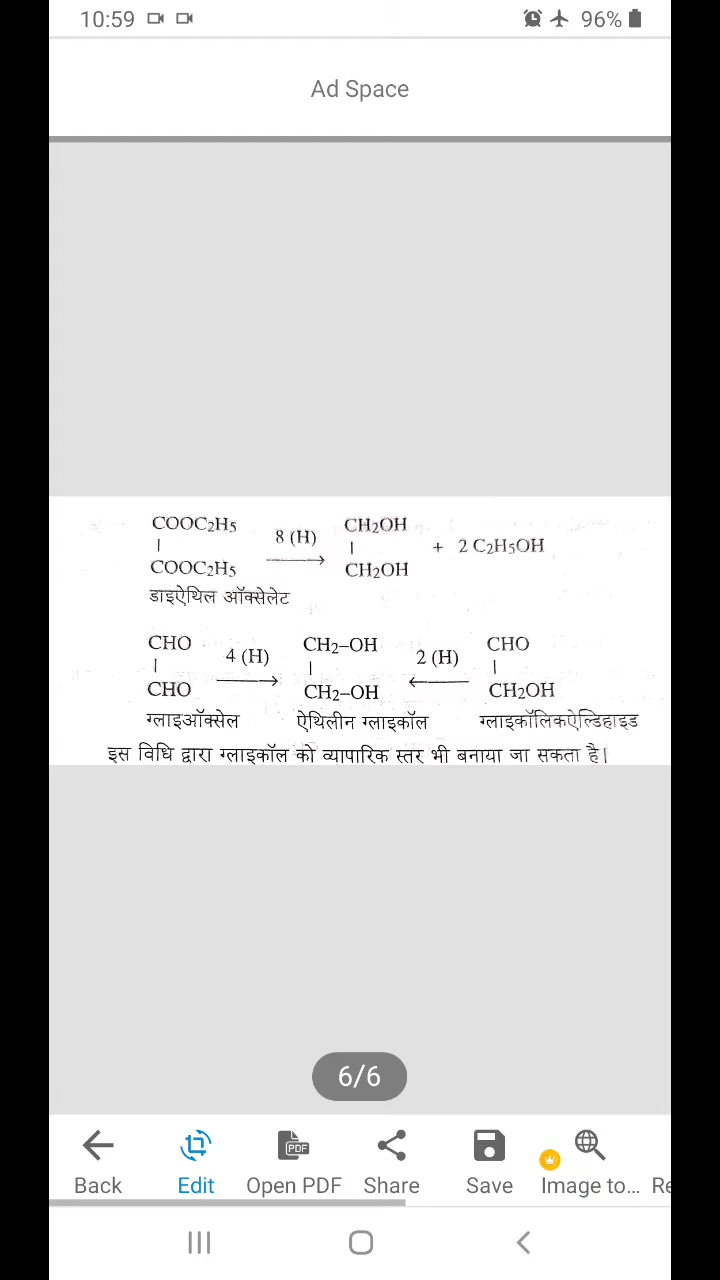 10:59 96%
Ad Space
COOC2H5 CH2OH
| 8 (H) | + 2 C2H5OH
COOC2H5 ⟶ CH2OH
डाइऐथिल ऑक्सेलेट
CHO CH2–OH CHO
| 4 (H) | 2 (H) |
CHO ⟶ CH2–OH ⟵ CH2OH
ग्लाइऑक्सेल ऐथिलीन ग्लाइकॉल ग्लाइकॉलिकऐल्डिहाइड
इस विधि द्वारा ग्लाइकॉल को व्यापारिक स्तर भी बनाया जा सकता है।
6/6
PDF
Back Edit Open PDF Share Save Image to... Re